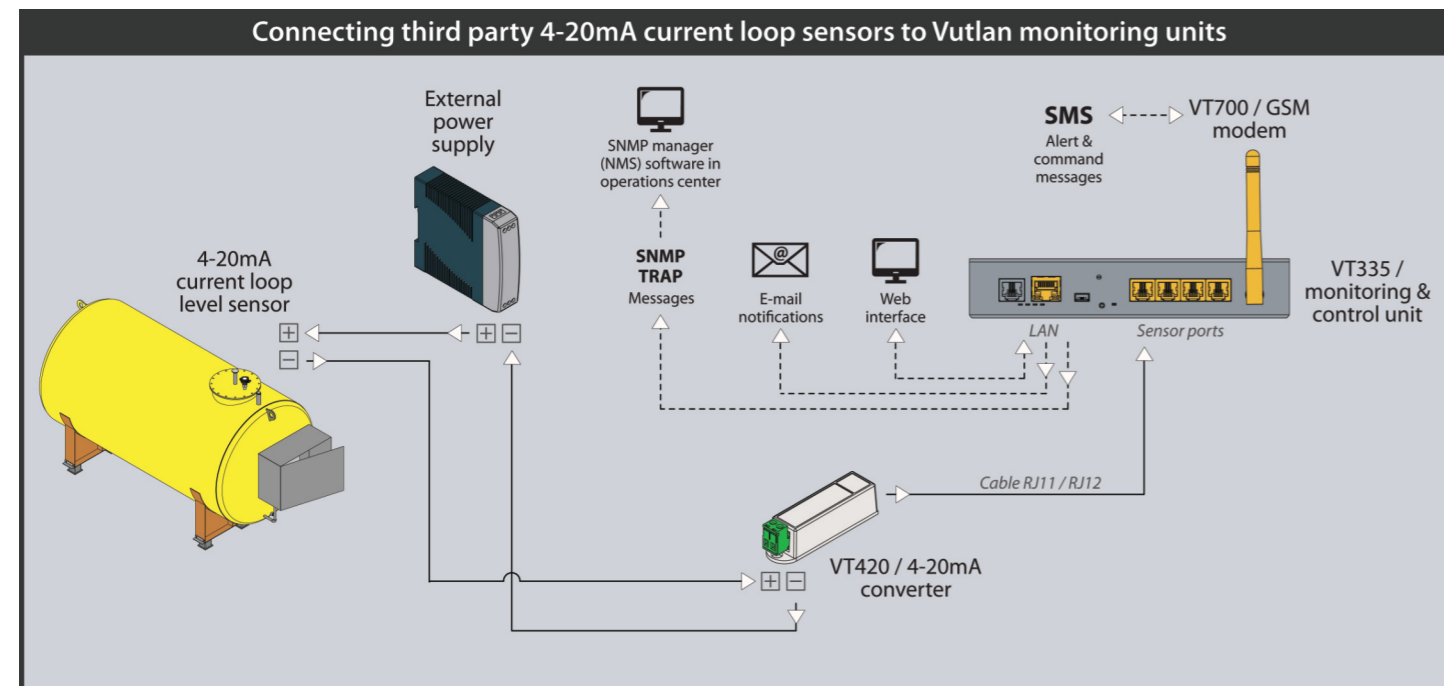 Connecting third party 4-20mA current loop sensors to Vutlan monitoring units
External
power
supply
SNMP manager
(NMS) software in
operations center
SMS
Alert &
command
messages
VT700 / GSM
modem
4-20mA
current loop
level sensor
SNMP
TRAP
Messages
@
E-mail
notifications
Web
interface
VT335 /
monitoring &
control unit
LAN
Sensor ports
+
−
+ −
Cable RJ11 / RJ12
+ −
VT420 / 4-20mA
converter